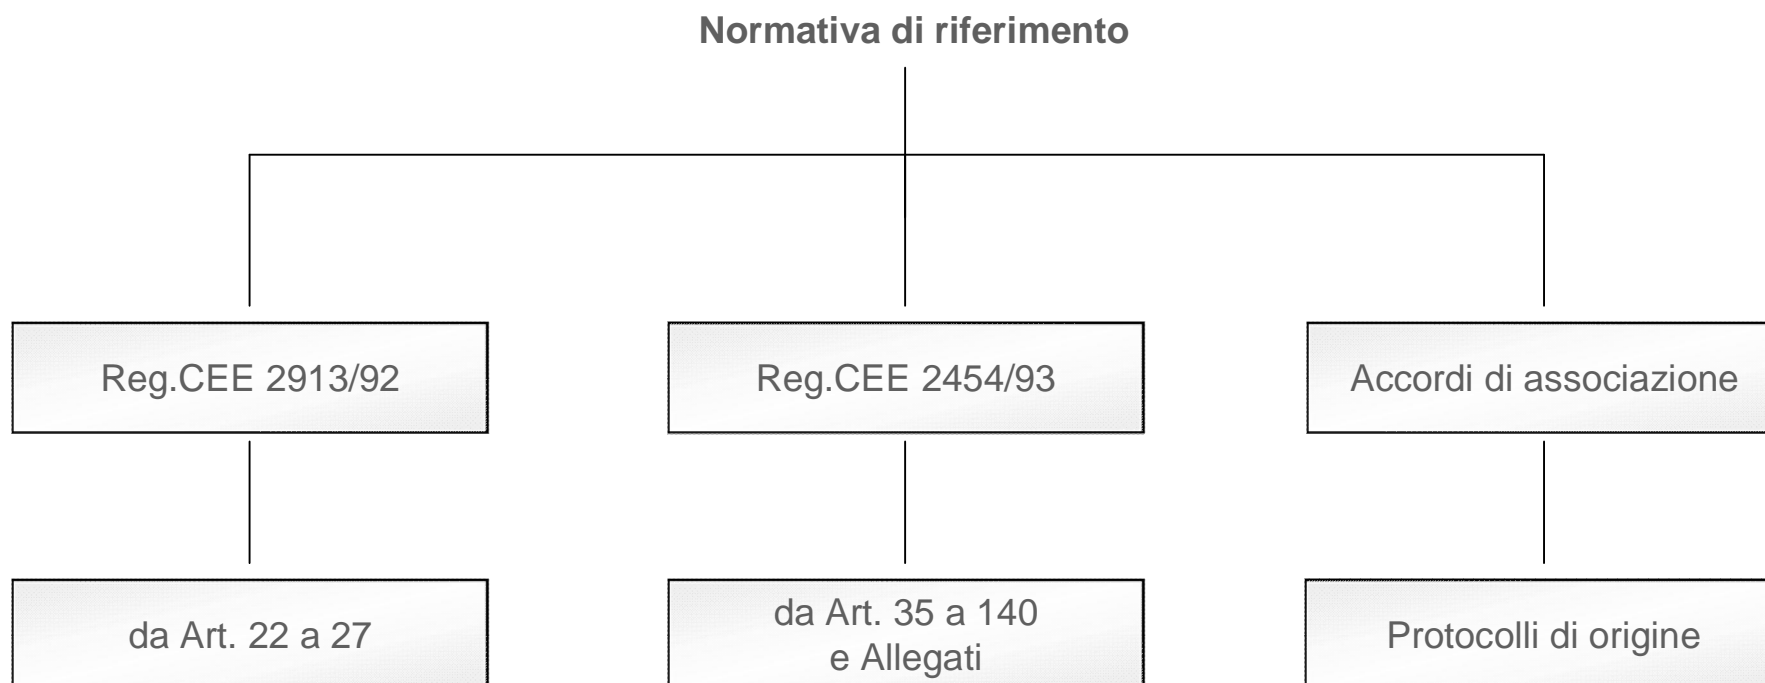 Normativa di riferimento
Reg.CEE 2913/92
Reg.CEE 2454/93
Accordi di associazione
da Art. 22 a 27
da Art. 35 a 140
e Allegati
Protocolli di origine